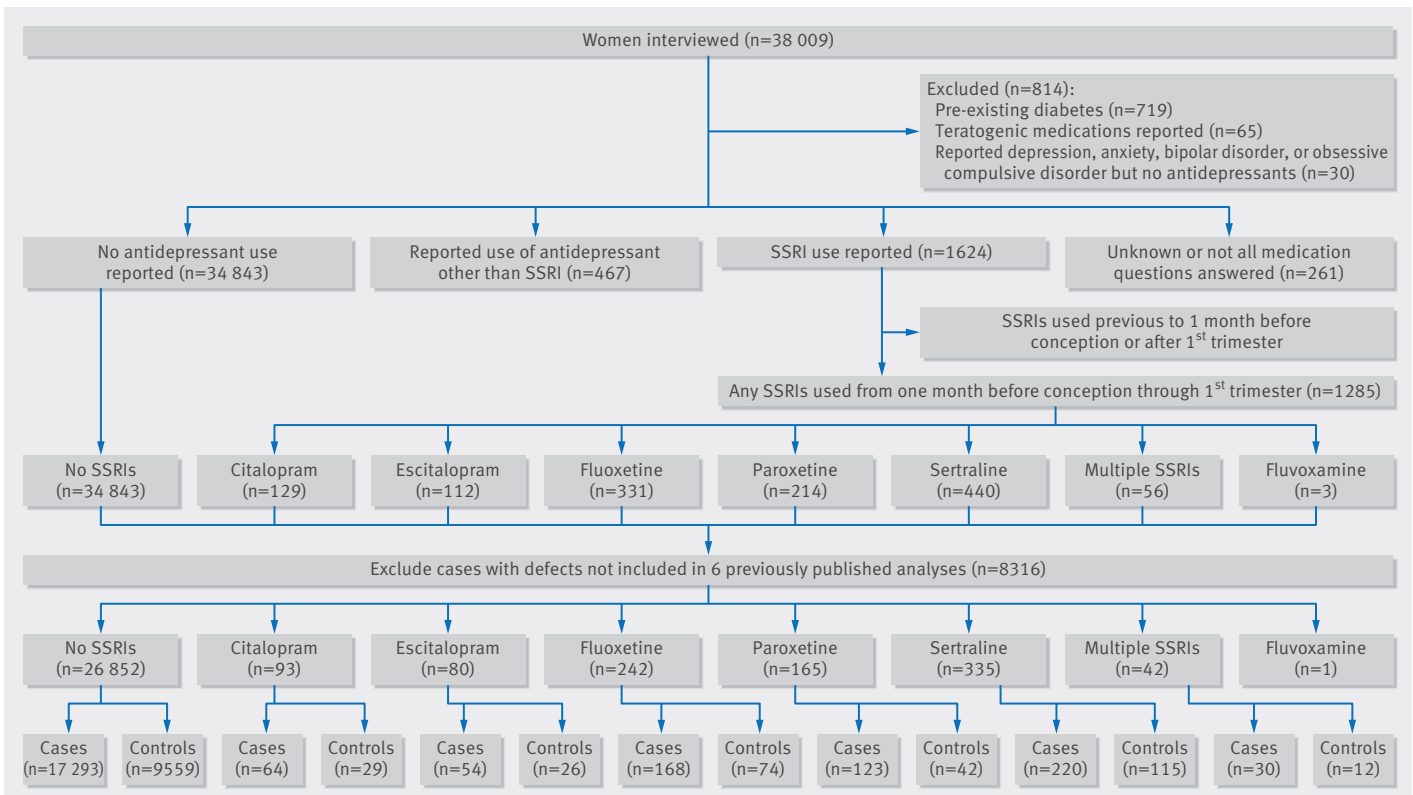 Women interviewed (n=38 009)
Excluded (n=814):
Pre-existing diabetes (n=719)
Teratogenic medications reported (n=65)
Reported depression, anxiety, bipolar disorder, or obsessive
compulsive disorder but no antidepressants (n=30)
No antidepressant use
reported (n=34 843)
Reported use of antidepressant
other than SSRI (n=467)
SSRI use reported (n=1624)
Unknown or not all medication
questions answered (n=261)
SSRIs used previous to 1 month before
conception or after 1st trimester
Any SSRIs used from one month before conception through 1st trimester (n=1285)
No SSRIs
(n=34 843)
Citalopram
(n=129)
Escitalopram
(n=112)
Fluoxetine
(n=331)
Paroxetine
(n=214)
Sertraline
(n=440)
Multiple SSRIs
(n=56)
Fluvoxamine
(n=3)
Exclude cases with defects not included in 6 previously published analyses (n=8316)
No SSRIs
(n=26 852)
Citalopram
(n=93)
Escitalopram
(n=80)
Fluoxetine
(n=242)
Paroxetine
(n=165)
Sertraline
(n=335)
Multiple SSRIs
(n=42)
Fluvoxamine
(n=1)
Cases
(n=17 293)
Controls
(n=9559)
Cases
(n=64)
Controls
(n=29)
Cases
(n=54)
Controls
(n=26)
Cases
(n=168)
Controls
(n=74)
Cases
(n=123)
Controls
(n=42)
Cases
(n=220)
Controls
(n=115)
Cases
(n=30)
Controls
(n=12)